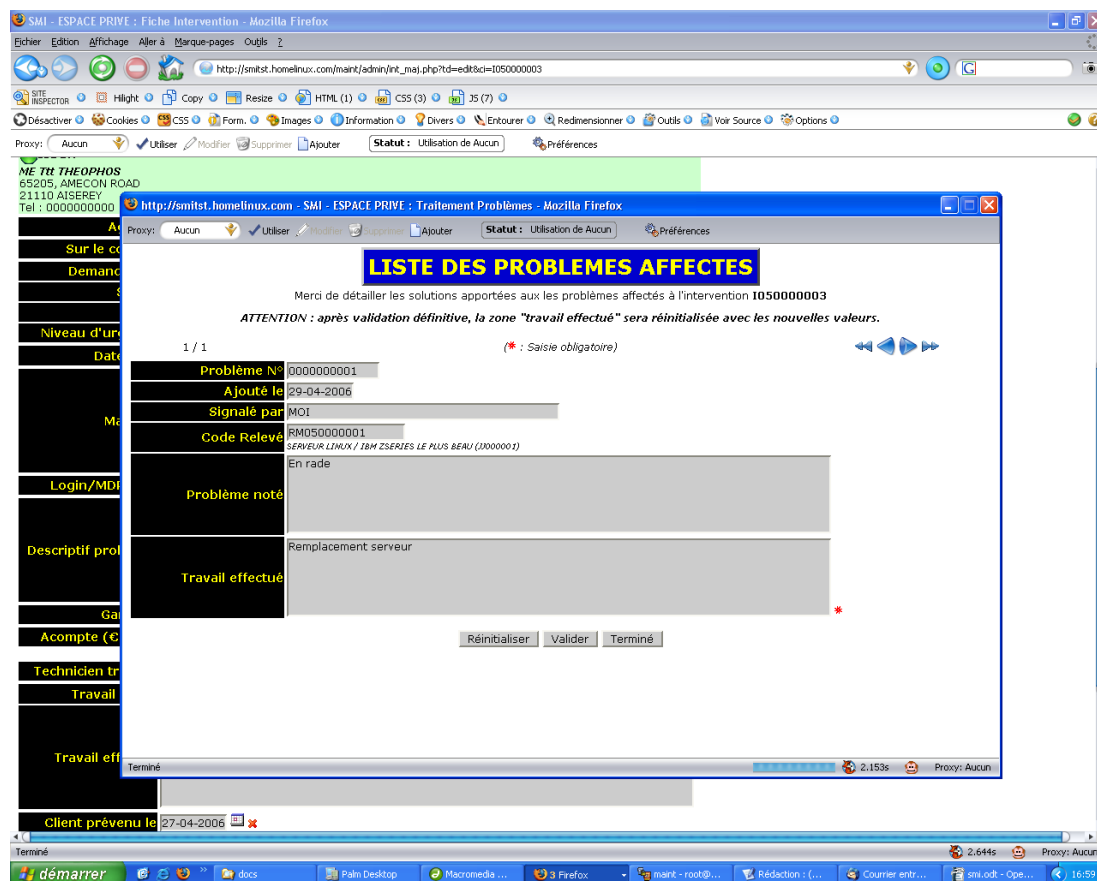 SMI - ESPACE PRIVE : Fiche Intervention - Mozilla Firefox
Fichier Edition Affichage Aller à Marque-pages Outils ?
http://smitst.homelinux.com/maint/admin/int_maj.php?td=edit&ci=I050000003
SITE INSPECTOR Hilight Copy Resize HTML (1) CSS (3) JS (7)
Désactiver Cookies CSS Form. Images Information Divers Entourer Redimensionner Outils Voir Source Options
Proxy: Aucun Utiliser Modifier Supprimer Ajouter Statut : Utilisation de Aucun Préférences
ME Ttt THEOPHOS
65205, AMECON ROAD
21110 AISEREY
Tel : 0000000000
http://smitst.homelinux.com - SMI - ESPACE PRIVE : Traitement Problèmes - Mozilla Firefox
Proxy: Aucun Utiliser Modifier Supprimer Ajouter Statut : Utilisation de Aucun Préférences
LISTE DES PROBLEMES AFFECTES
Merci de détailler les solutions apportées aux les problèmes affectés à l'intervention I050000003
ATTENTION : après validation définitive, la zone "travail effectué" sera réinitialisée avec les nouvelles valeurs.
1 / 1 (* : Saisie obligatoire)
Problème N° 0000000001
Ajouté le 29-04-2006
Signalé par MOI
Code Relevé RM050000001
SERVEUR LINUX / IBM ZSERIES LE PLUS BEAU (JJ000001)
Problème noté En rade
Travail effectué Remplacement serveur
*
Réinitialiser Valider Terminé
Terminé 2.153s Proxy: Aucun
Sur le co
Demand
Niveau d'ur
Date
Ma
Login/MDP
Descriptif prol
Ga
Acompte (€
Technicien tr
Travail
Travail eff
Client prévenu le 27-04-2006
Terminé 2.644s Proxy: Aucun
démarrer docs Palm Desktop Macromedia ... 3 Firefox maint - root@... Rédaction : (... Courrier entr... smi.odt - Ope... 16:59